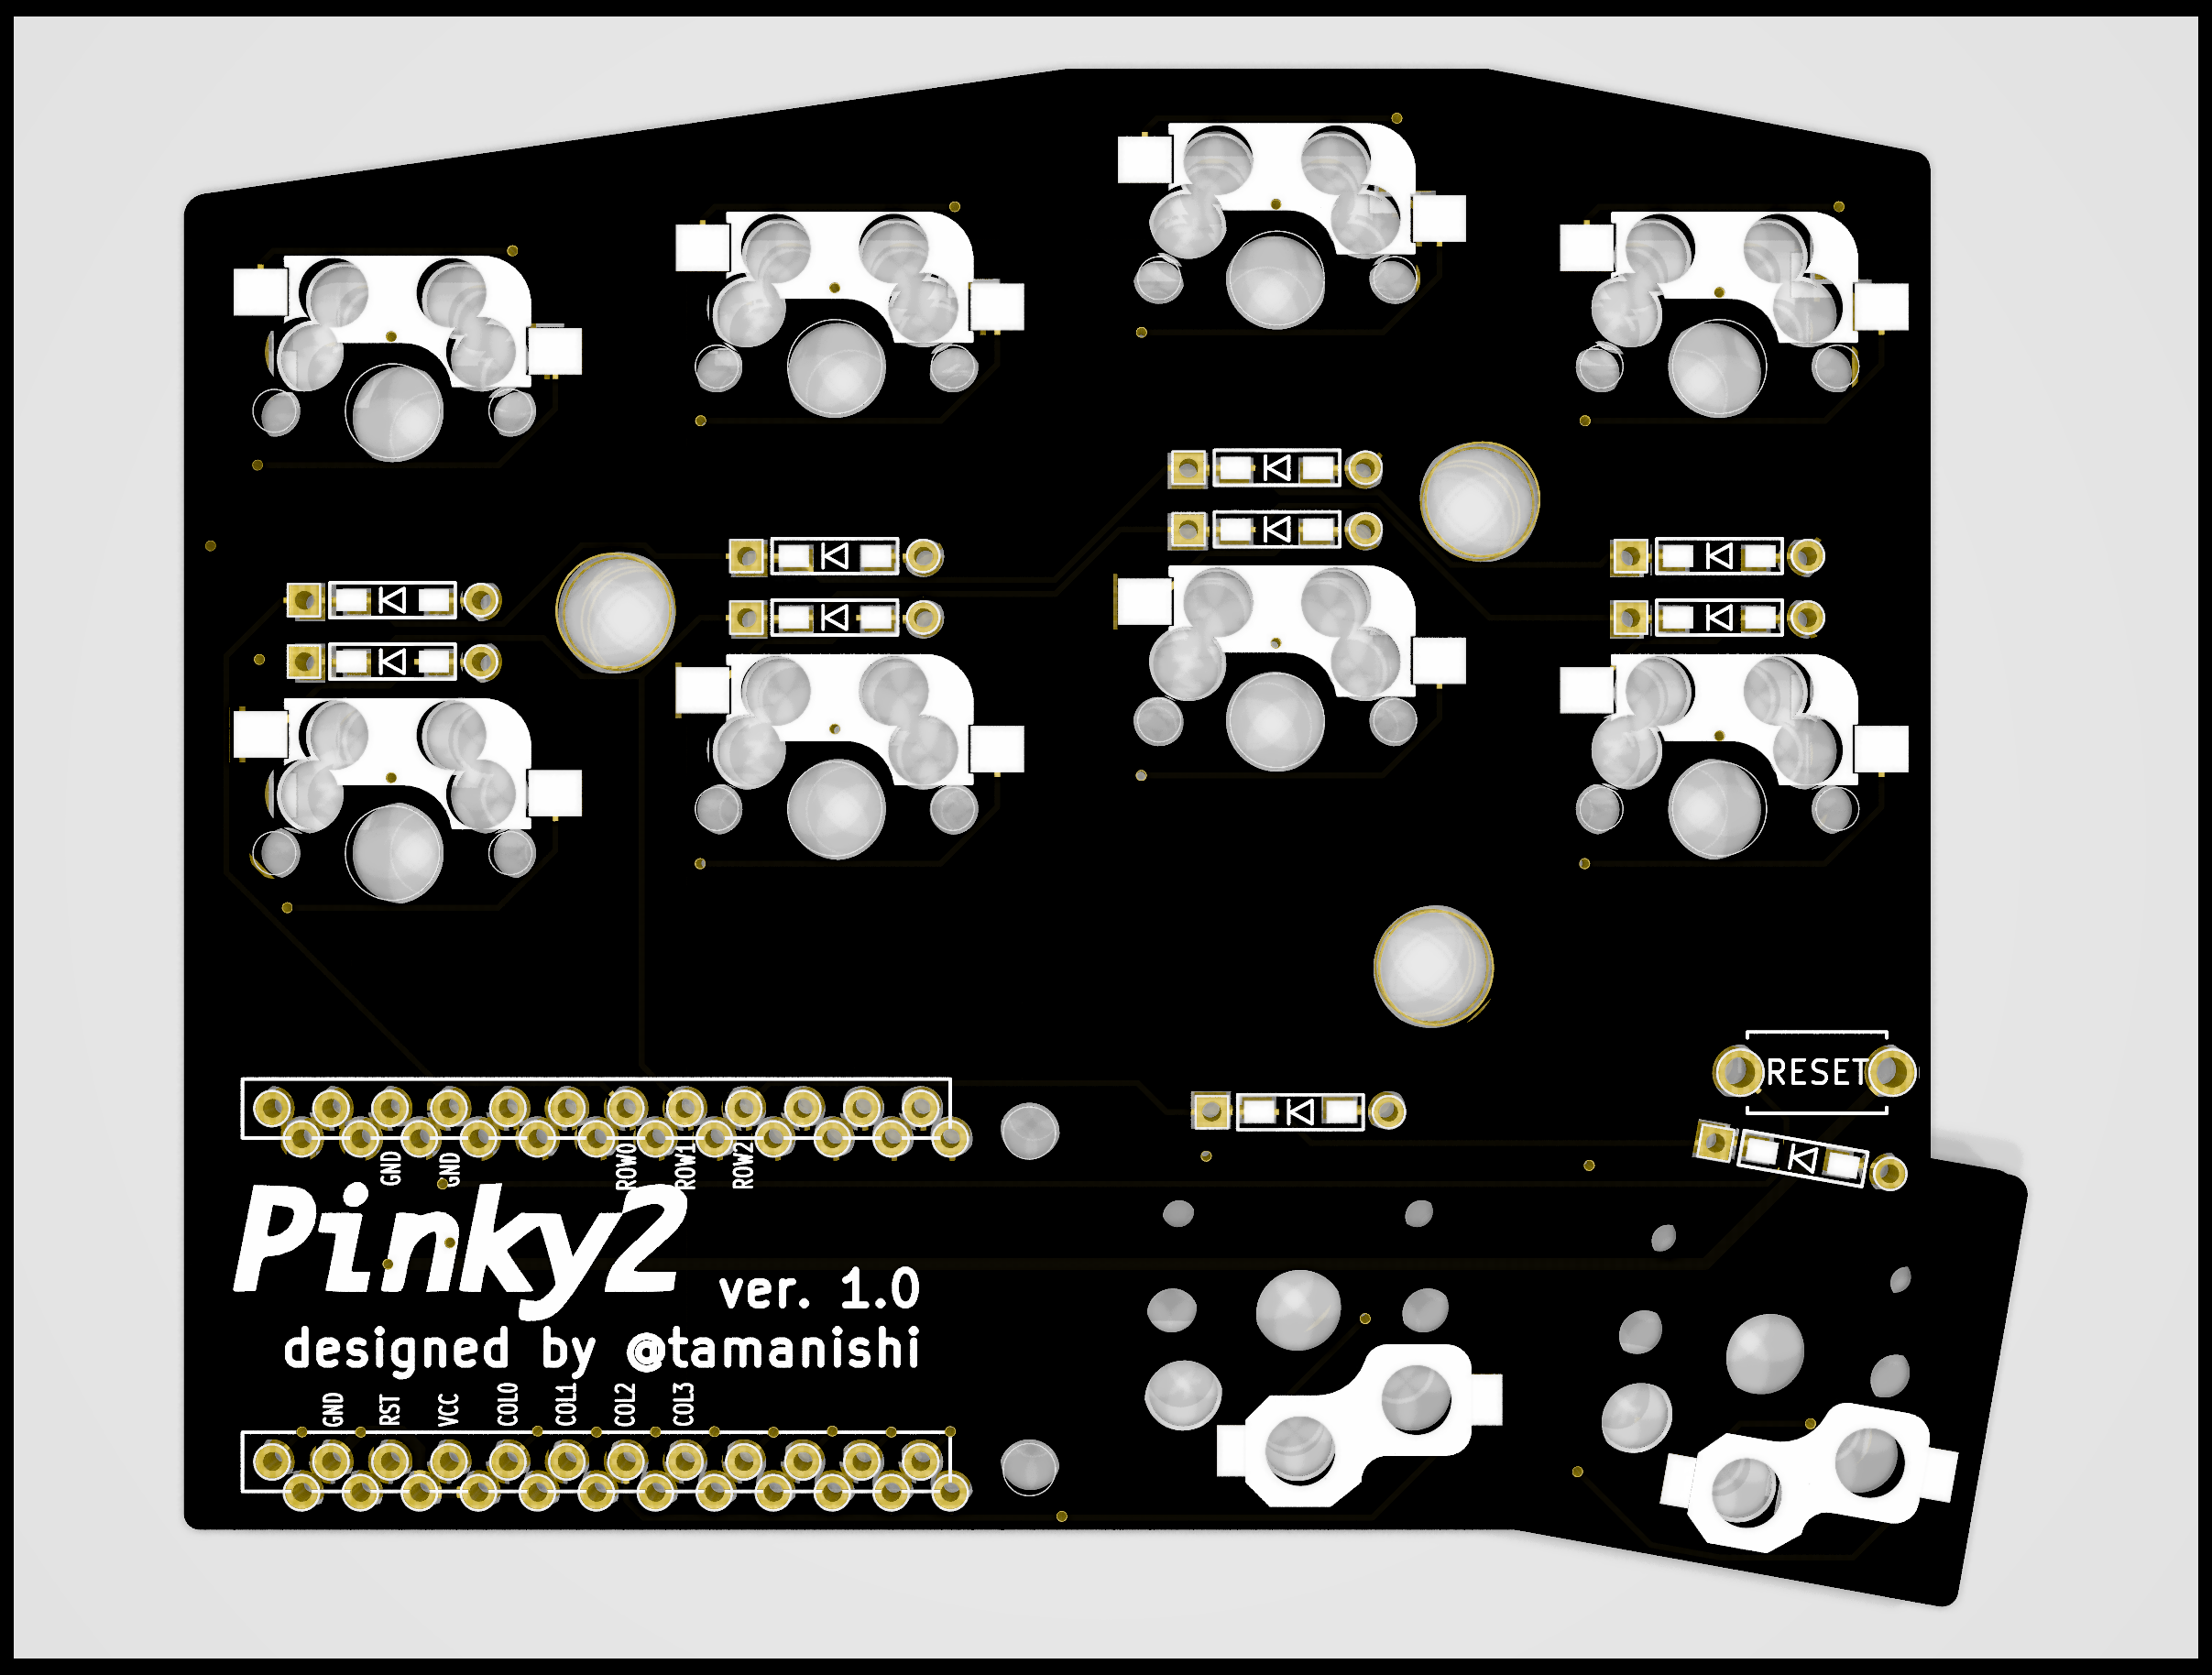 RESET
GND GND ROW0 ROW1 ROW2
Pinky2 ver. 1.0
designed by @tamanishi
GND RST VCC COL0 COL1 COL2 COL3